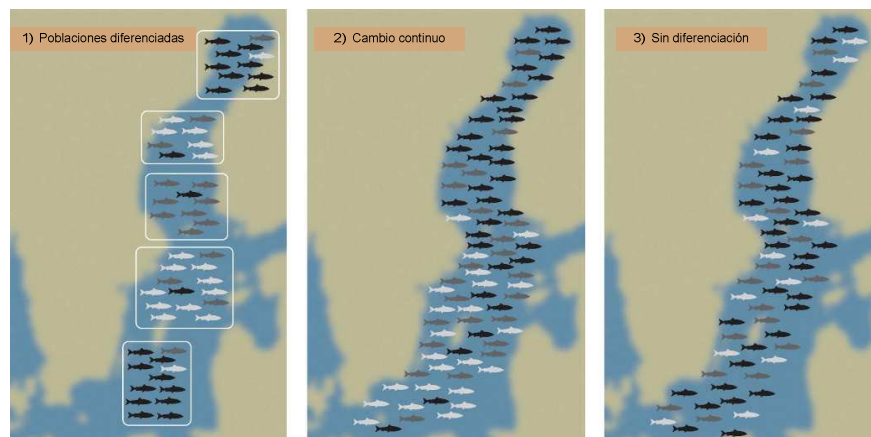 1) Poblaciones diferenciadas
2) Cambio continuo
3) Sin diferenciación